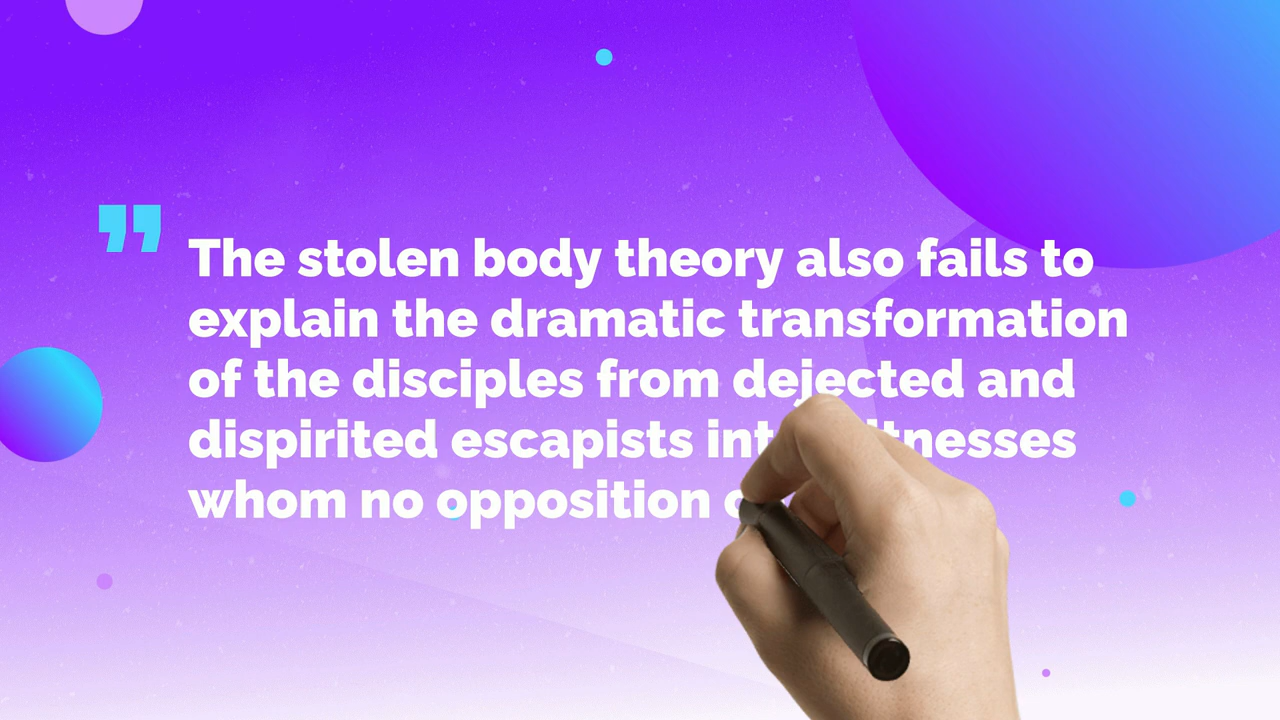 ”
The stolen body theory also fails to
explain the dramatic transformation
of the disciples from dejected and
dispirited escapists
whom no opposition